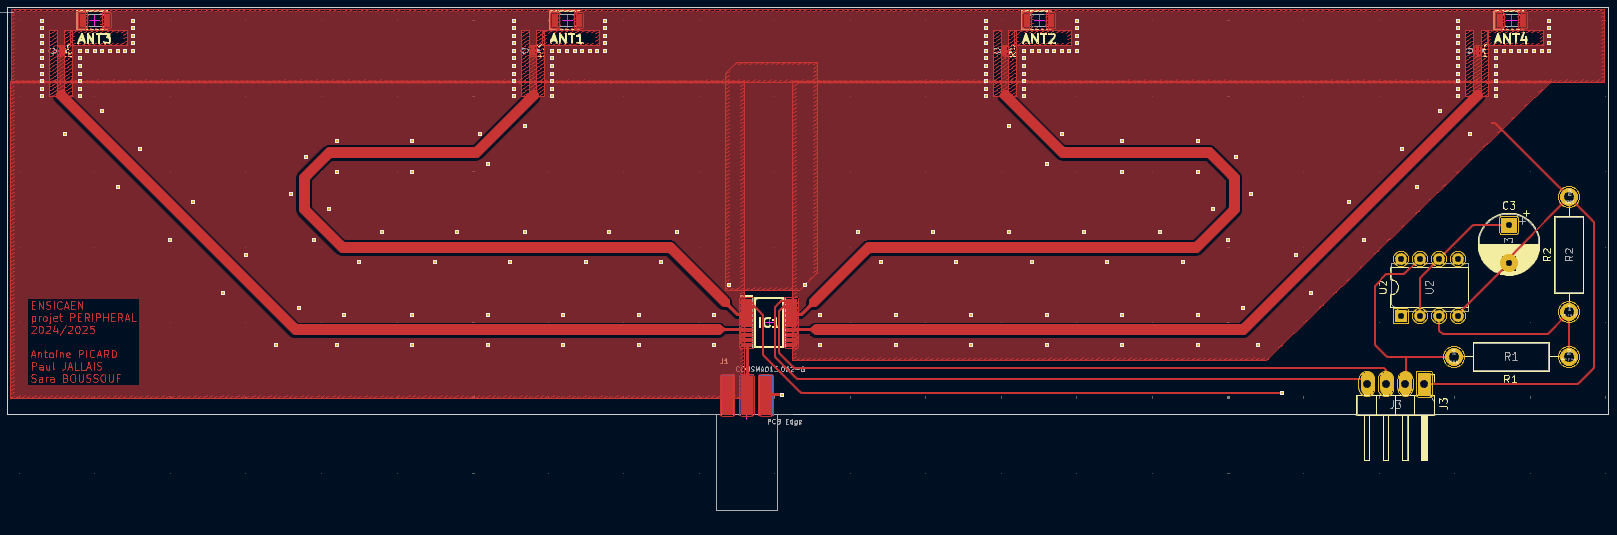 ANT3
ANT1
ANT2
ANT4
C3
R2
R2
U2
U2
IC1
ENSICAEN
projet PERIPHERAL
2024/2025
Antoine PICARD
Paul JALLAIS
Sara BOUSSOUF
J1
R1
R1
J3
J3
PCB Edge